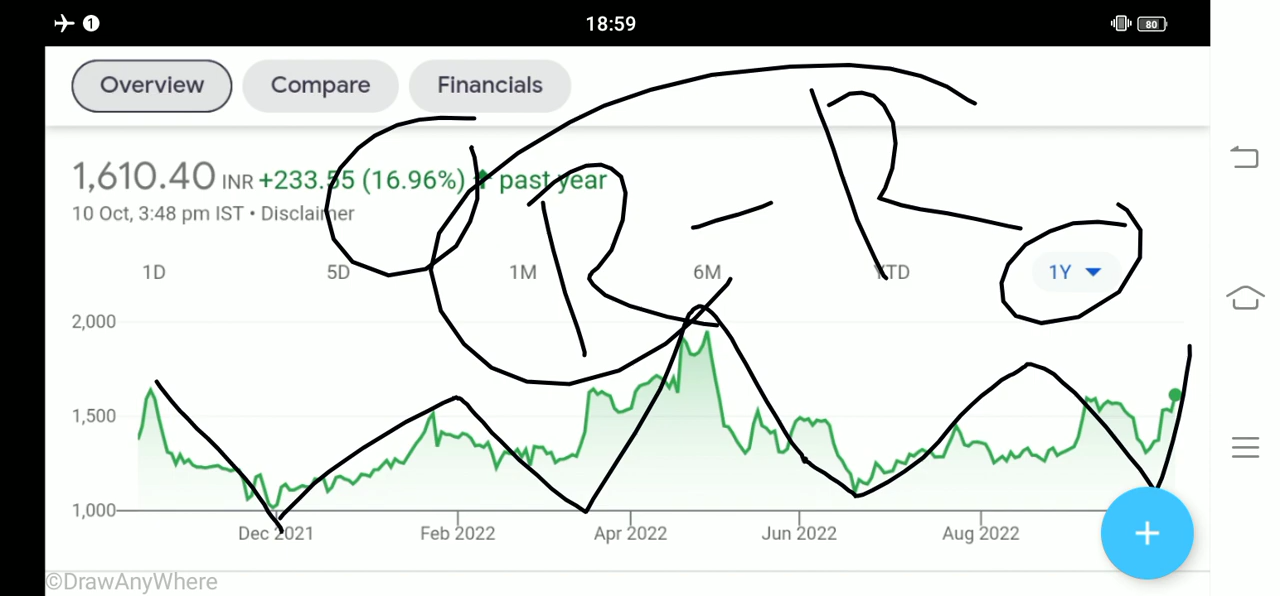 1 18:59 80
Overview Compare Financials
1,610.40 INR +233.55 (16.96%) ↑ past year
10 Oct, 3:48 pm IST • Disclaimer
R - R
1D 5D 1M 6M YTD 1Y
2,000
1,500
1,000
Dec 2021 Feb 2022 Apr 2022 Jun 2022 Aug 2022
+
©DrawAnyWhere